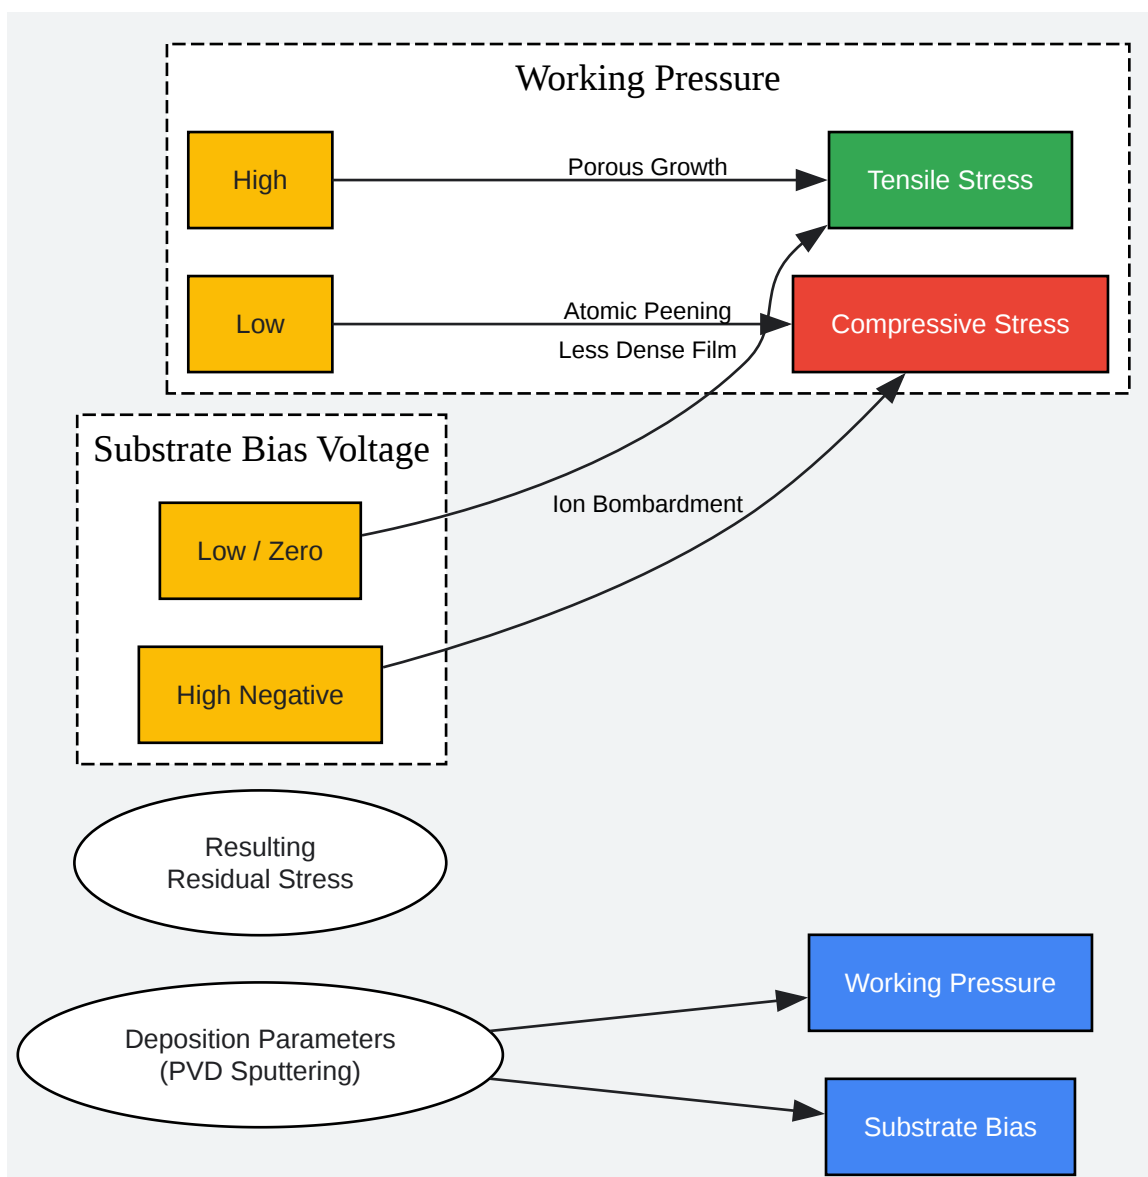 Working Pressure
High
Porous Growth
Tensile Stress
Low
Atomic Peening
Compressive Stress
Less Dense Film
Substrate Bias Voltage
Low / Zero
Ion Bombardment
High Negative
Resulting
Residual Stress
Working Pressure
Deposition Parameters
(PVD Sputtering)
Substrate Bias